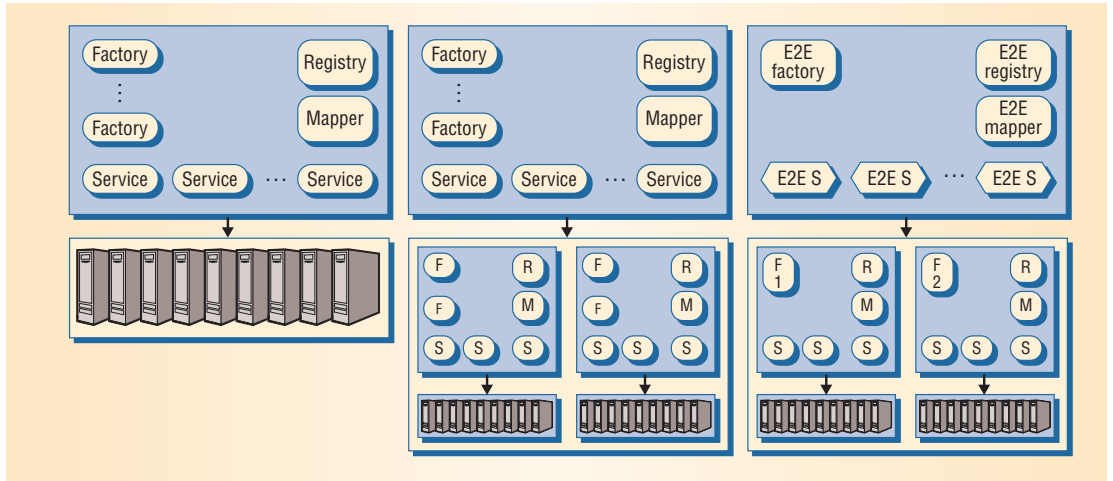 Factory
⋮
Factory
Registry
Mapper
Service Service ... Service
Factory
⋮
Factory
Registry
Mapper
Service Service ... Service
E2E
factory
E2E
registry
E2E
mapper
E2E S E2E S ... E2E S
F
F
R
M
S S S
F
F
R
M
S S S
F
1
R
M
S S S
F
2
R
M
S S S